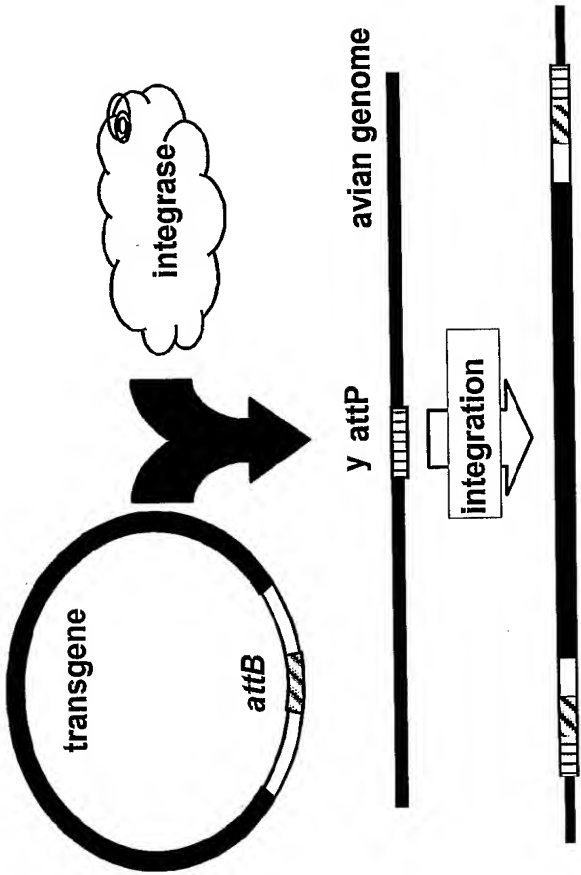 transgene
attB
integrase
y attP
avian genome
integration